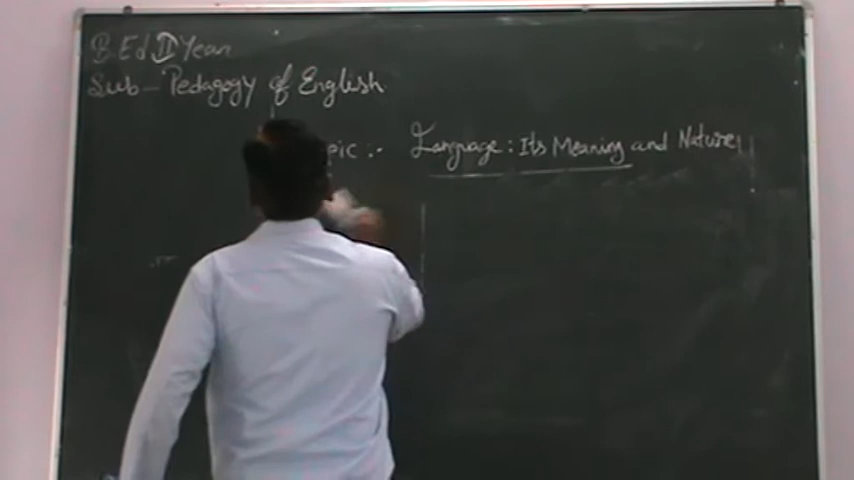 B.Ed II Year
Sub - Pedagogy of English
pic :- Language : Its Meaning and Nature